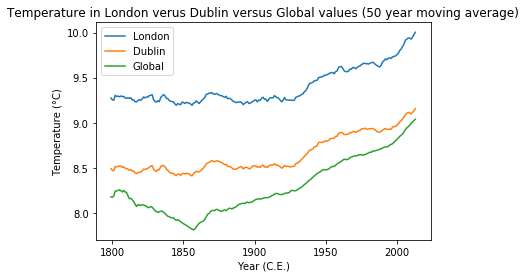 Temperature in London verus Dublin versus Global values (50 year moving average)
London
Dublin
Global
Temperature (°C)
10.0
9.5
9.0
8.5
8.0
1800
1850
1900
1950
2000
Year (C.E.)